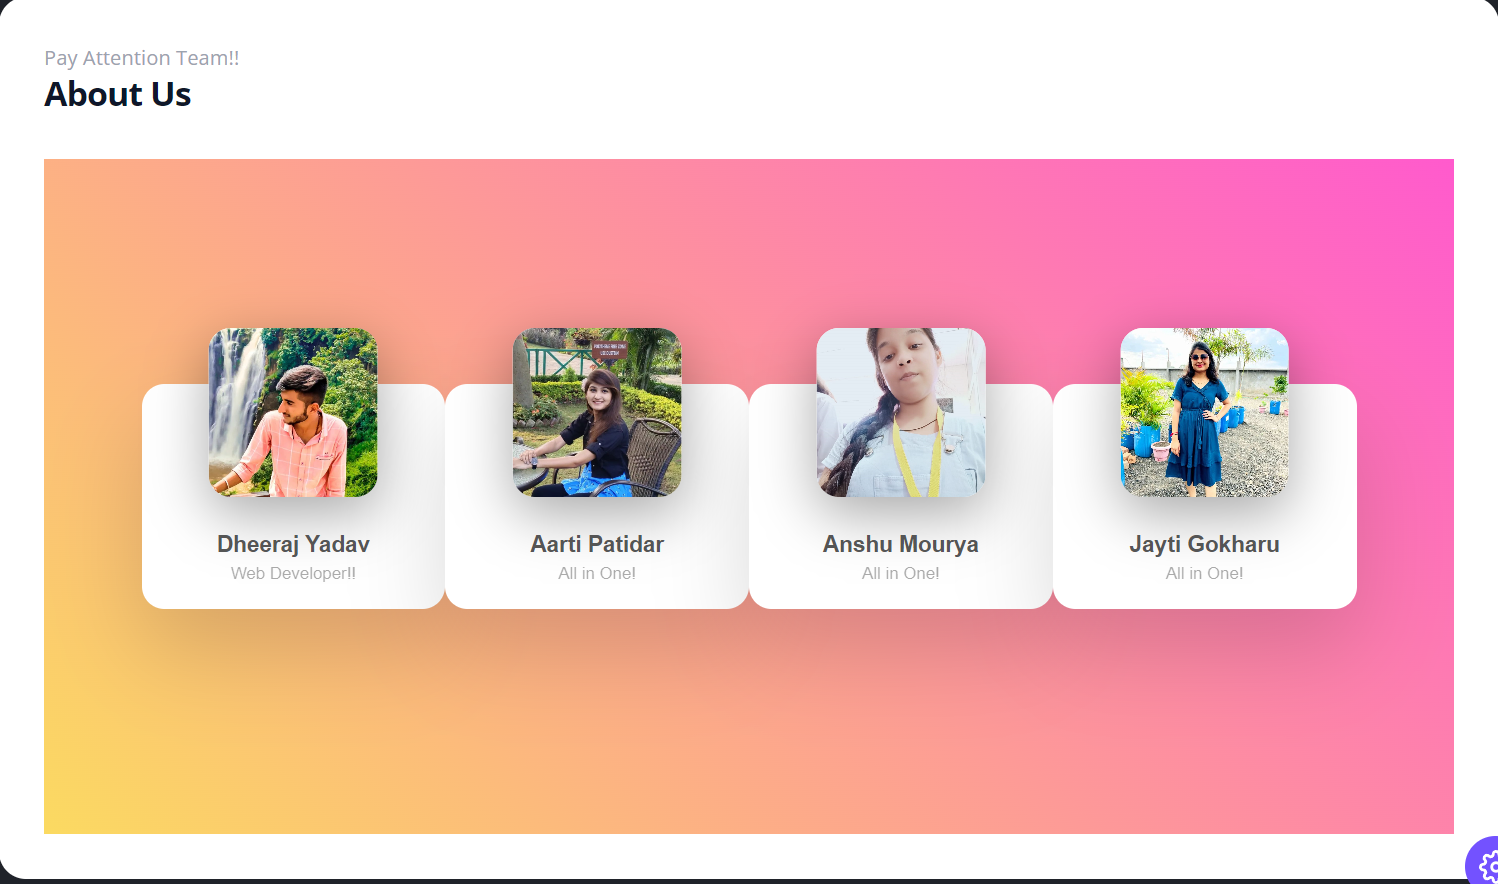 Pay Attention Team!!
About Us
Dheeraj Yadav
Web Developer!!
Aarti Patidar
All in One!
Anshu Mourya
All in One!
Jayti Gokharu
All in One!